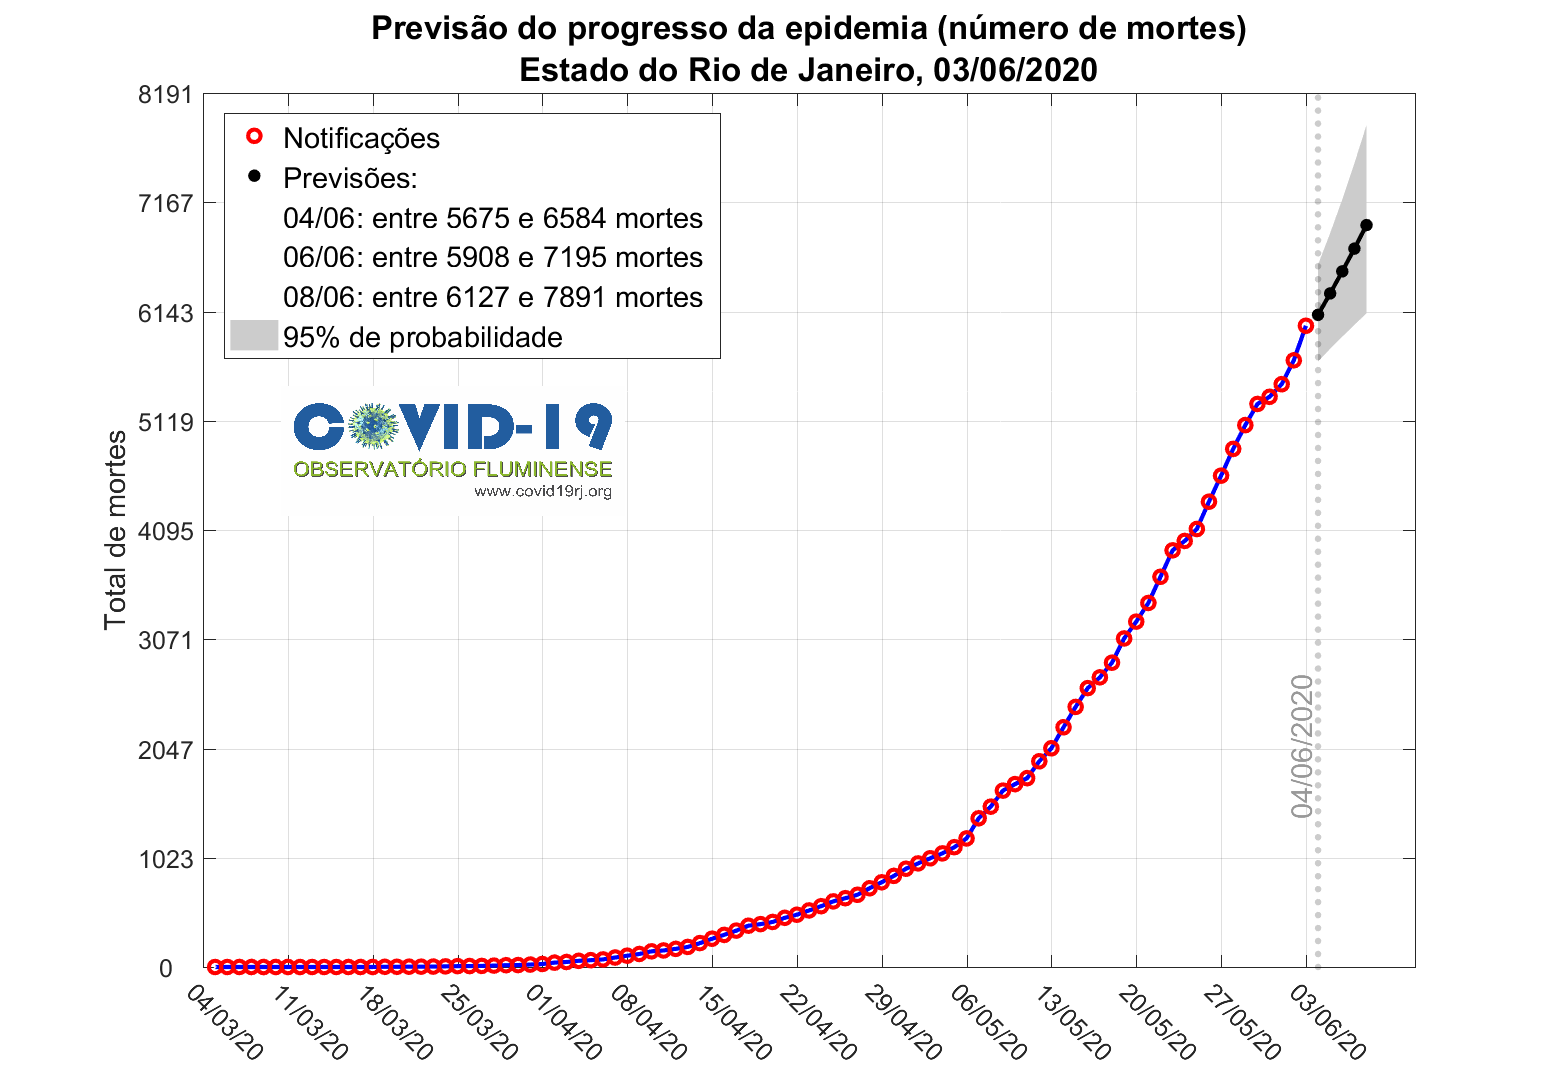 Previsão do progresso da epidemia (número de mortes)
Estado do Rio de Janeiro, 03/06/2020
8191
7167
6143
5119
4095
3071
2047
1023
0
Total de mortes
Notificações
Previsões:
04/06: entre 5675 e 6584 mortes
06/06: entre 5908 e 7195 mortes
08/06: entre 6127 e 7891 mortes
95% de probabilidade
COVID-19
OBSERVATÓRIO FLUMINENSE
www.covid19rj.org
04/06/2020
04/03/20
11/03/20
18/03/20
25/03/20
01/04/20
08/04/20
15/04/20
22/04/20
29/04/20
06/05/20
13/05/20
20/05/20
27/05/20
03/06/20